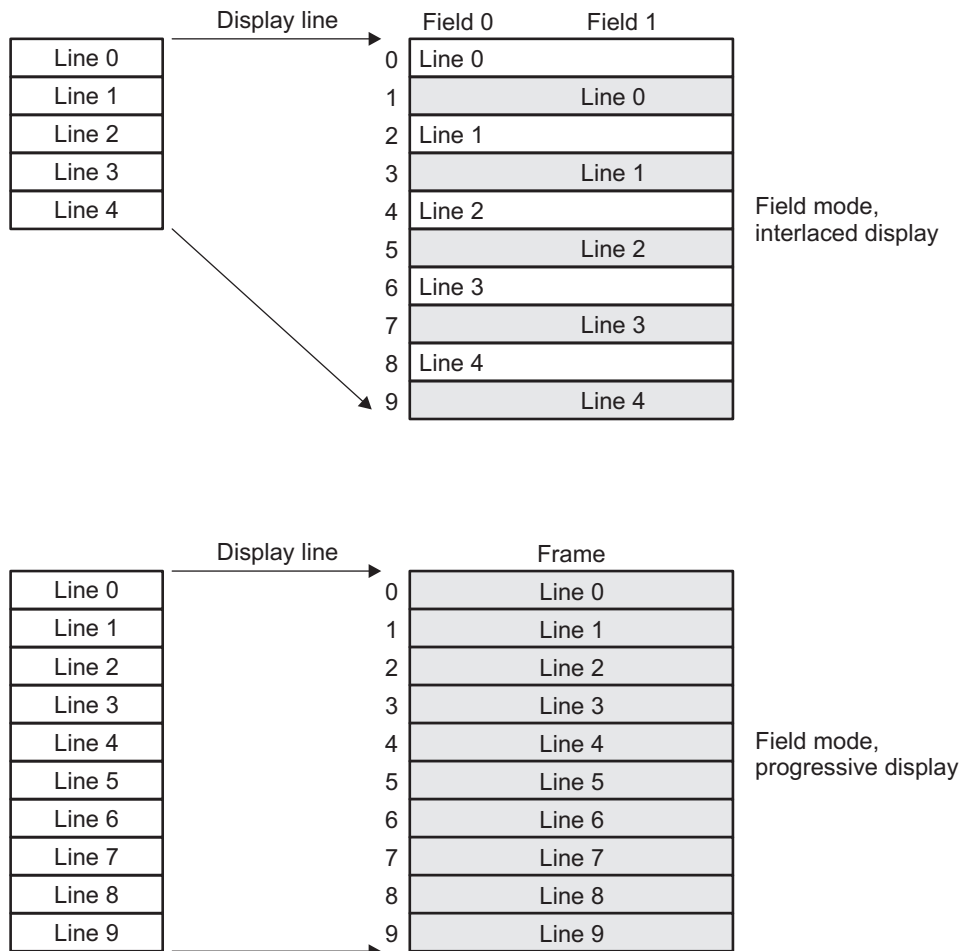 Display line
Field 0 Field 1
Line 0
Line 1
Line 2
Line 3
Line 4
0 Line 0
1 Line 0
2 Line 1
3 Line 1
4 Line 2
5 Line 2
6 Line 3
7 Line 3
8 Line 4
9 Line 4
Field mode,
interlaced display
Display line
Frame
Line 0
Line 1
Line 2
Line 3
Line 4
Line 5
Line 6
Line 7
Line 8
Line 9
0 Line 0
1 Line 1
2 Line 2
3 Line 3
4 Line 4
5 Line 5
6 Line 6
7 Line 7
8 Line 8
9 Line 9
Field mode,
progressive display